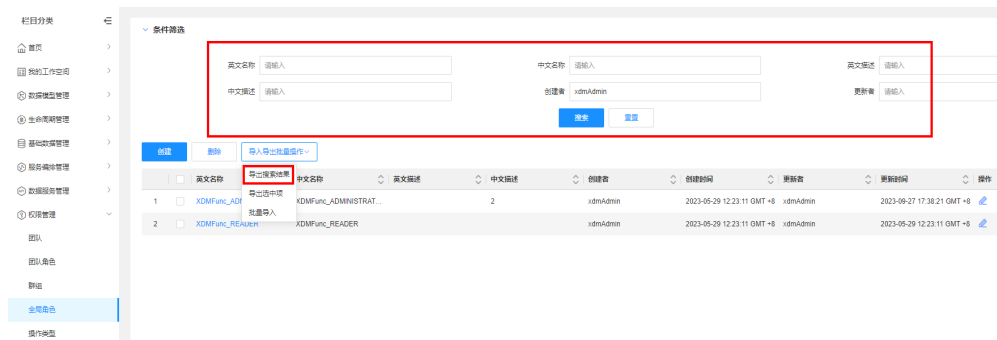 栏目分类
首页
我的工作空间
数据模型管理
生命周期管理
基础数据管理
服务编排管理
数据服务管理
权限管理
团队
团队角色
群组
全局角色
操作类型
条件筛选
英文名称 请输入 中文名称 请输入 英文描述 请输入
中文描述 请输入 创建者 xdmAdmin 更新者 请输入
搜索 重置
创建 删除 导入导出批量操作
导出搜索结果
导出选中项
批量导入
英文名称 中文名称 英文描述 中文描述 创建者 创建时间 更新者 更新时间 操作
1 XDMFunc_ADM XDMFunc_ADMINISTRAT... 2 xdmAdmin 2023-05-29 12:23:11 GMT +8 xdmAdmin 2023-09-27 17:38:21 GMT +8
2 XDMFunc_READER XDMFunc_READER xdmAdmin 2023-05-29 12:23:11 GMT +8 xdmAdmin 2023-05-29 12:23:11 GMT +8